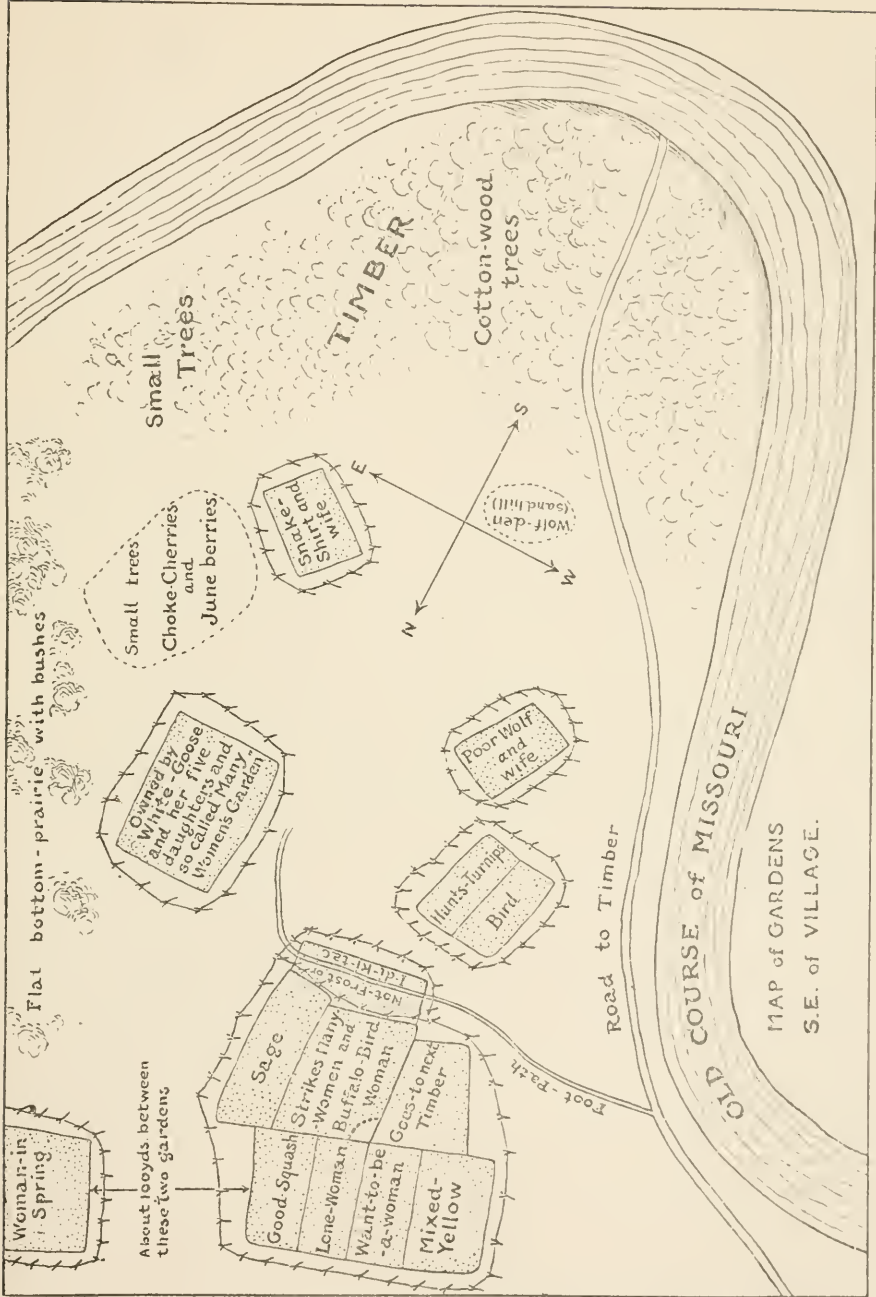 Flat bottom-prairie with bushes
Woman-in
Spring
About 100yds between
these two gardens
Owned by
White-Goose
and her five
daughters and
so called Many-
Women's Garden
Small trees
Choke-Cherries
and
June berries
Small
Trees
TIMBER
Cotton-wood
trees
Snake-
Shirt and
wife
N
E
S
W
Wolf-den
(sand hill)
Sage
Strikes Many
-Women and
Buffalo-Bird
Woman
Not-Frost or
I-di-Ki-ta-c
Good-Squash
Lone-Woman
Want-to-be
-a-woman
Mixed-
Yellow
Goes-to next
Timber
Hunts-Turnips
Bird
Poor Wolf
and
wife
Foot-Path
Road to Timber
OLD COURSE of MISSOURI
MAP of GARDENS
S.E. of VILLAGE.